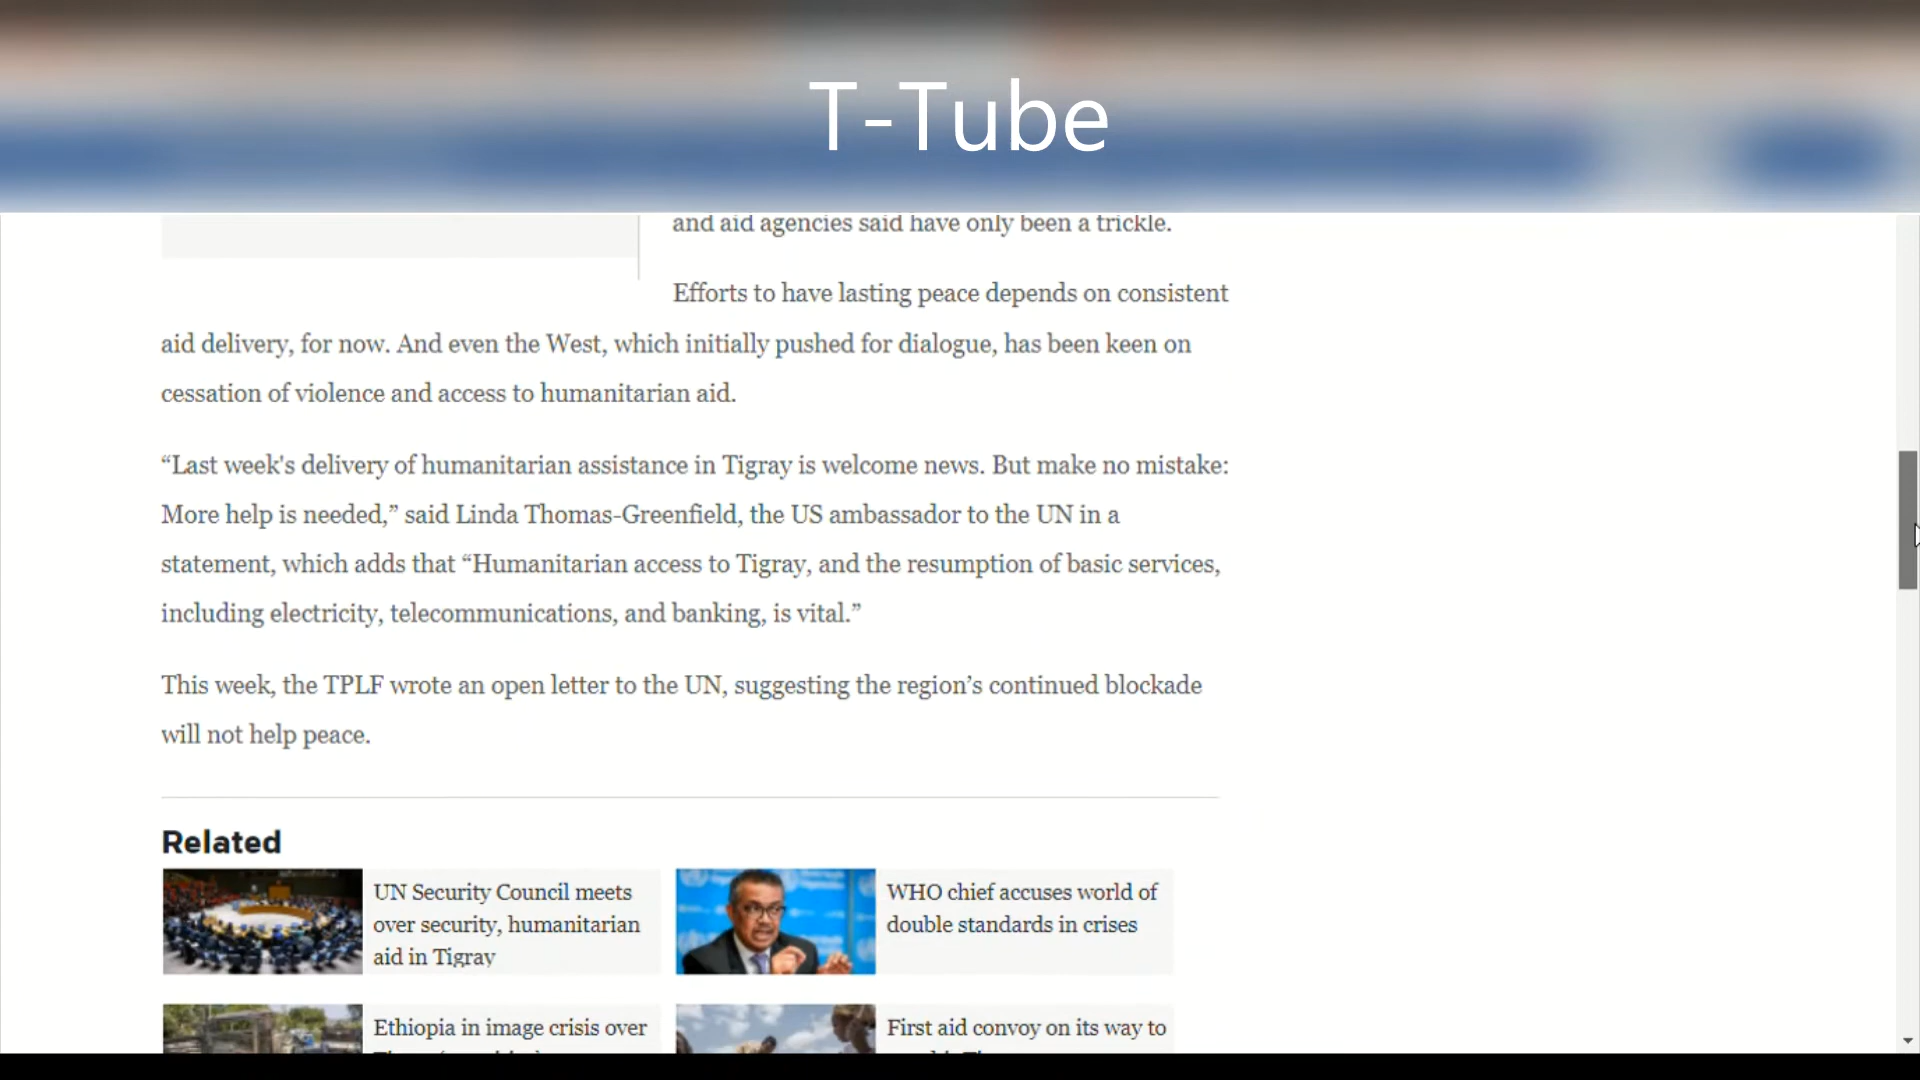 T-Tube
and aid agencies said have only been a trickle.
Efforts to have lasting peace depends on consistent
aid delivery, for now. And even the West, which initially pushed for dialogue, has been keen on
cessation of violence and access to humanitarian aid.
“Last week's delivery of humanitarian assistance in Tigray is welcome news. But make no mistake:
More help is needed,” said Linda Thomas-Greenfield, the US ambassador to the UN in a
statement, which adds that “Humanitarian access to Tigray, and the resumption of basic services,
including electricity, telecommunications, and banking, is vital.”
This week, the TPLF wrote an open letter to the UN, suggesting the region’s continued blockade
will not help peace.
Related
UN Security Council meets
over security, humanitarian
aid in Tigray
WHO chief accuses world of
double standards in crises
Ethiopia in image crisis over
First aid convoy on its way to